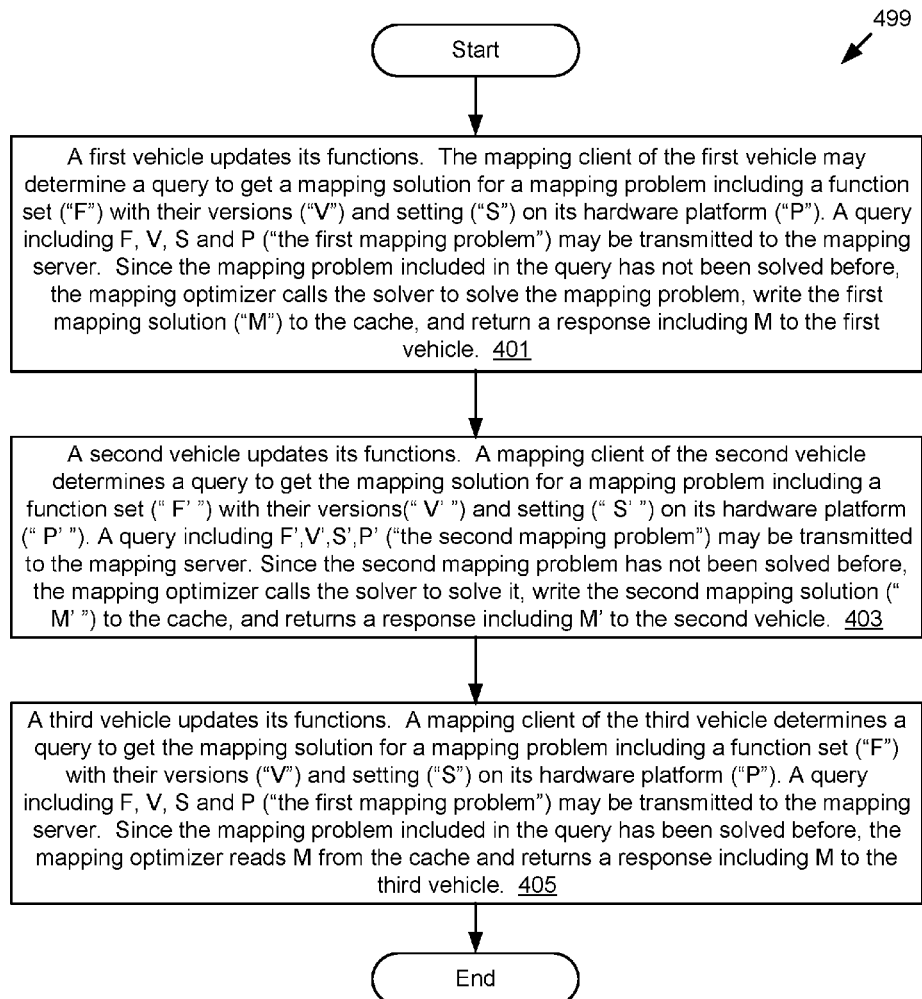 499
Start
A first vehicle updates its functions. The mapping client of the first vehicle may
determine a query to get a mapping solution for a mapping problem including a function
set (“F”) with their versions (“V”) and setting (“S”) on its hardware platform (“P”). A query
including F, V, S and P (“the first mapping problem”) may be transmitted to the mapping
server. Since the mapping problem included in the query has not been solved before,
the mapping optimizer calls the solver to solve the mapping problem, write the first
mapping solution (“M”) to the cache, and return a response including M to the first
vehicle. 401
A second vehicle updates its functions. A mapping client of the second vehicle
determines a query to get the mapping solution for a mapping problem including a
function set (“ F’ ”) with their versions(“ V’ ”) and setting (“ S’ ”) on its hardware platform
(“ P’ ”). A query including F’,V’,S’,P’ (“the second mapping problem”) may be transmitted
to the mapping server. Since the second mapping problem has not been solved before,
the mapping optimizer calls the solver to solve it, write the second mapping solution (“
M’ ”) to the cache, and returns a response including M’ to the second vehicle. 403
A third vehicle updates its functions. A mapping client of the third vehicle determines a
query to get the mapping solution for a mapping problem including a function set (“F”)
with their versions (“V”) and setting (“S”) on its hardware platform (“P”). A query
including F, V, S and P (“the first mapping problem”) may be transmitted to the mapping
server. Since the mapping problem included in the query has been solved before, the
mapping optimizer reads M from the cache and returns a response including M to the
third vehicle. 405
End